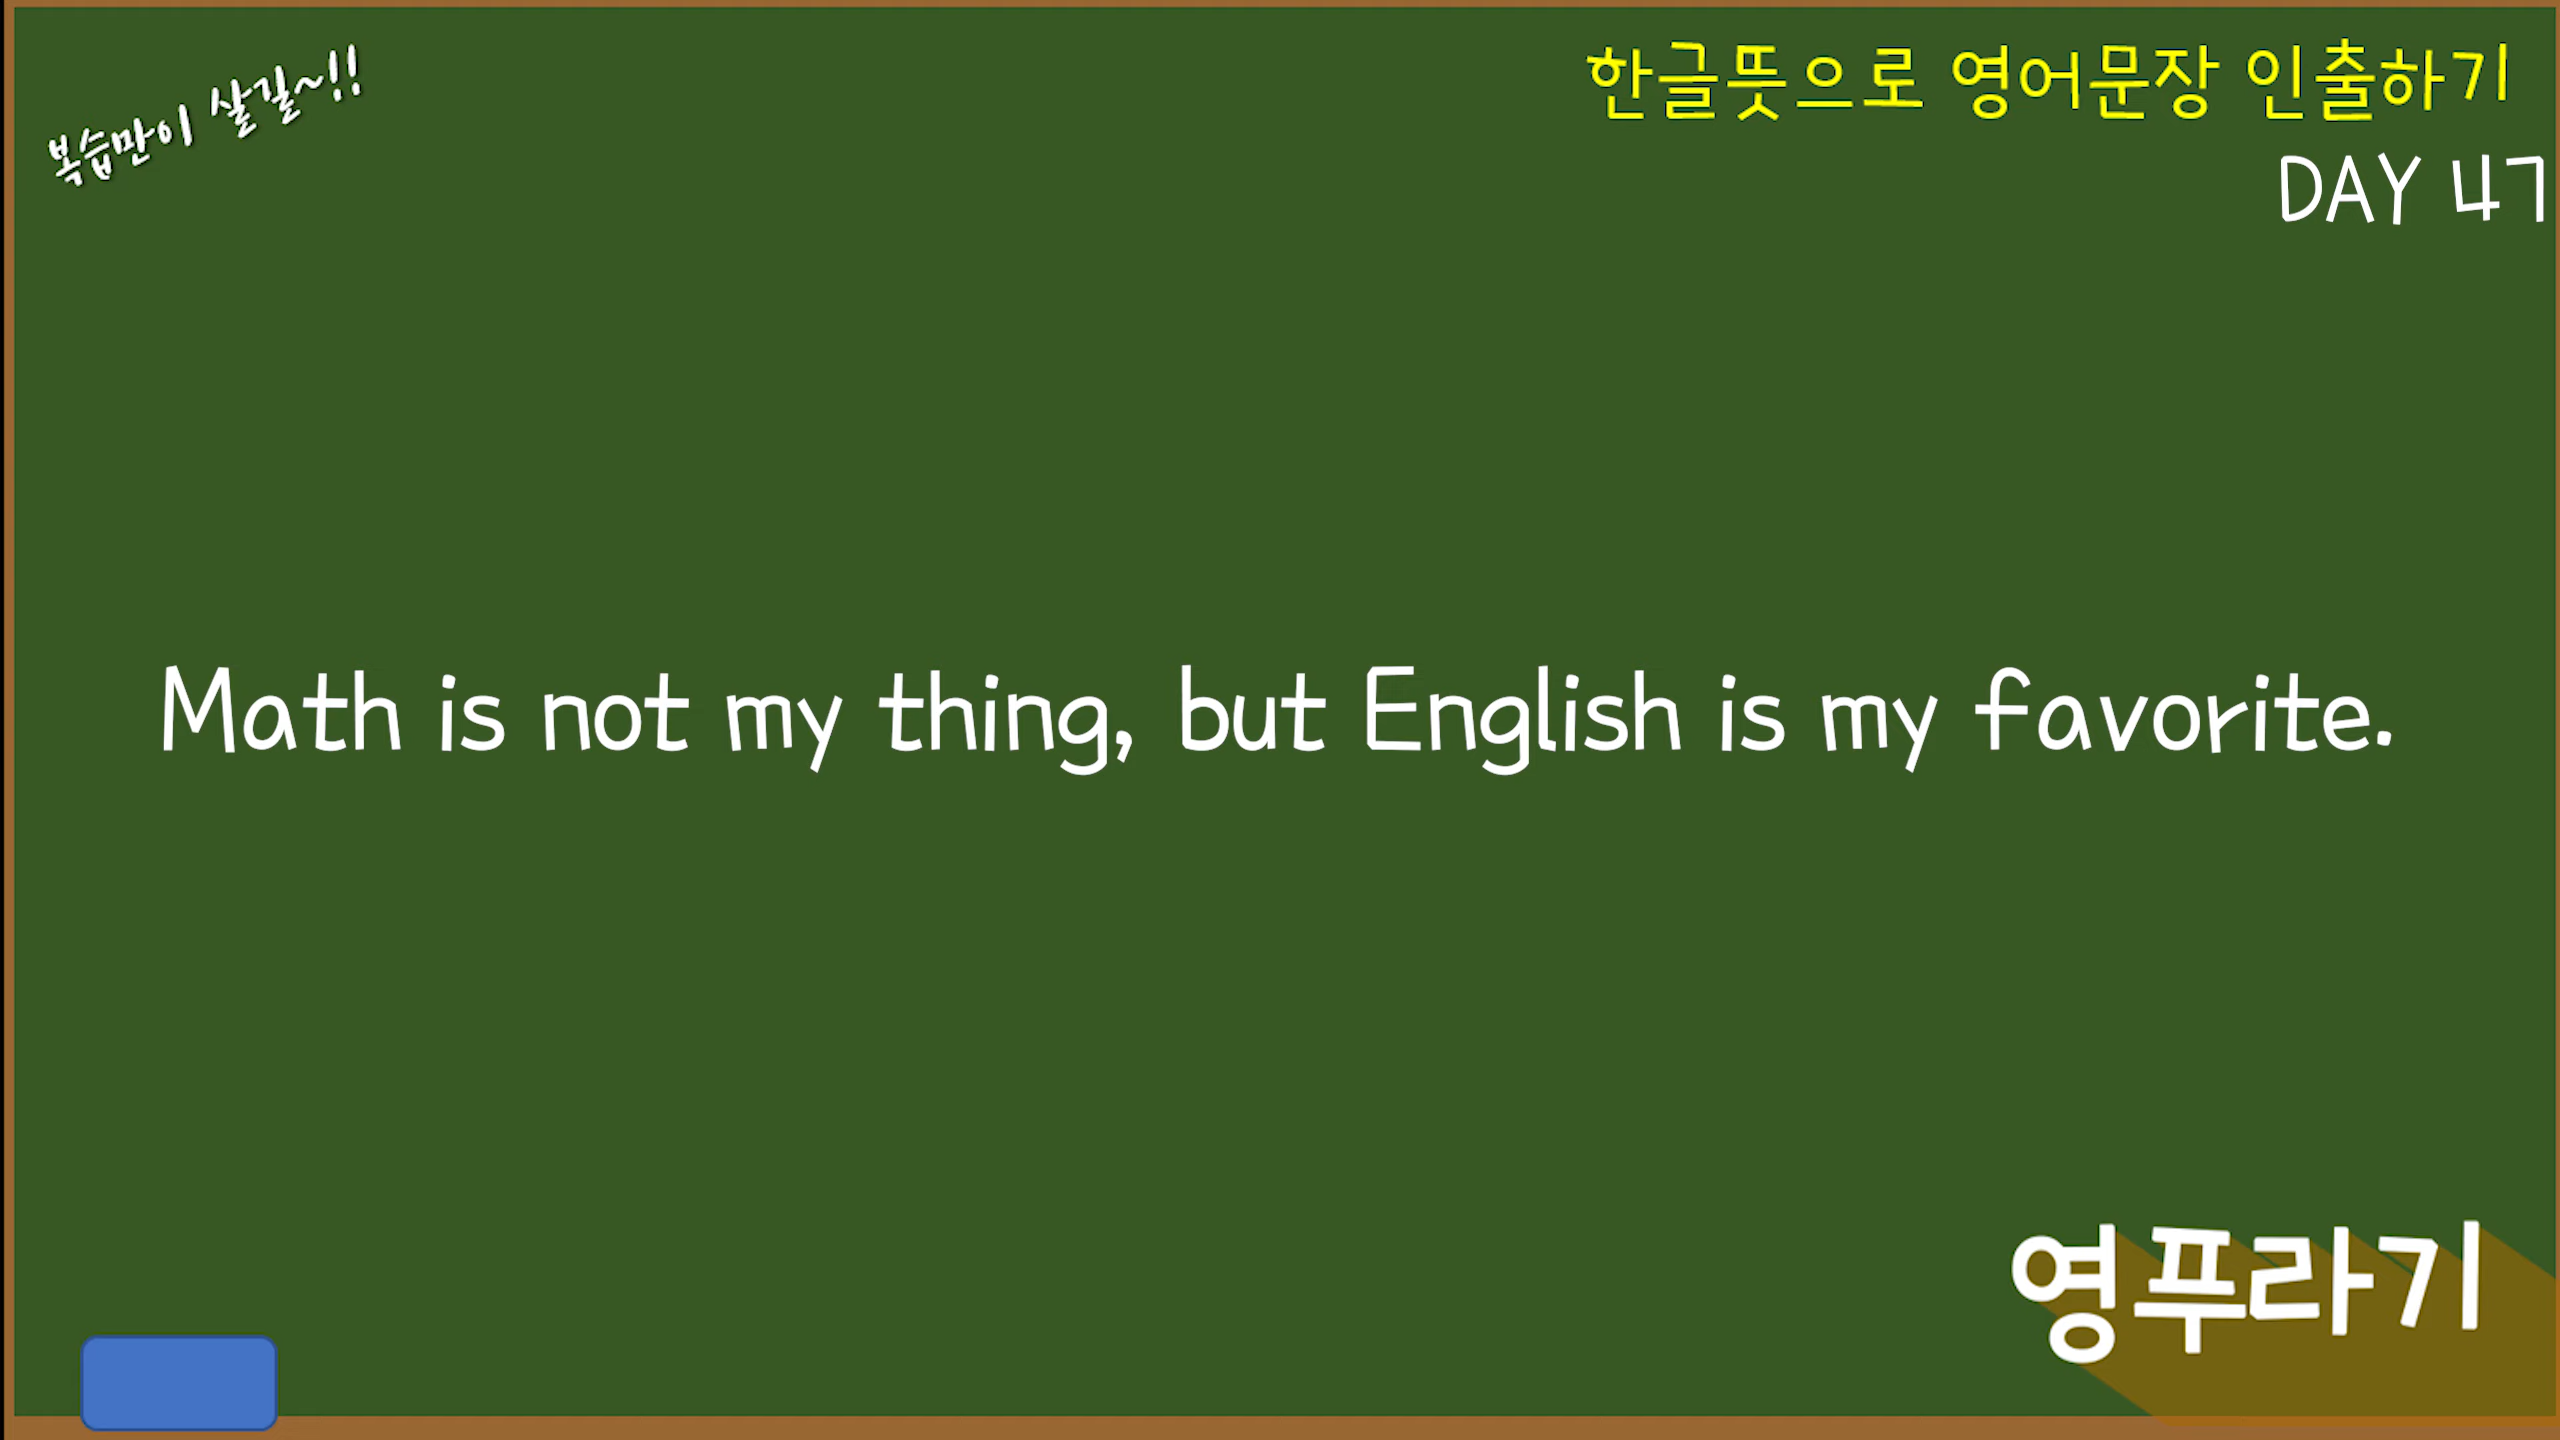 복습만이 살길~!!
한글뜻으로 영어문장 인출하기
DAY 47
Math is not my thing, but English is my favorite.
영푸라기